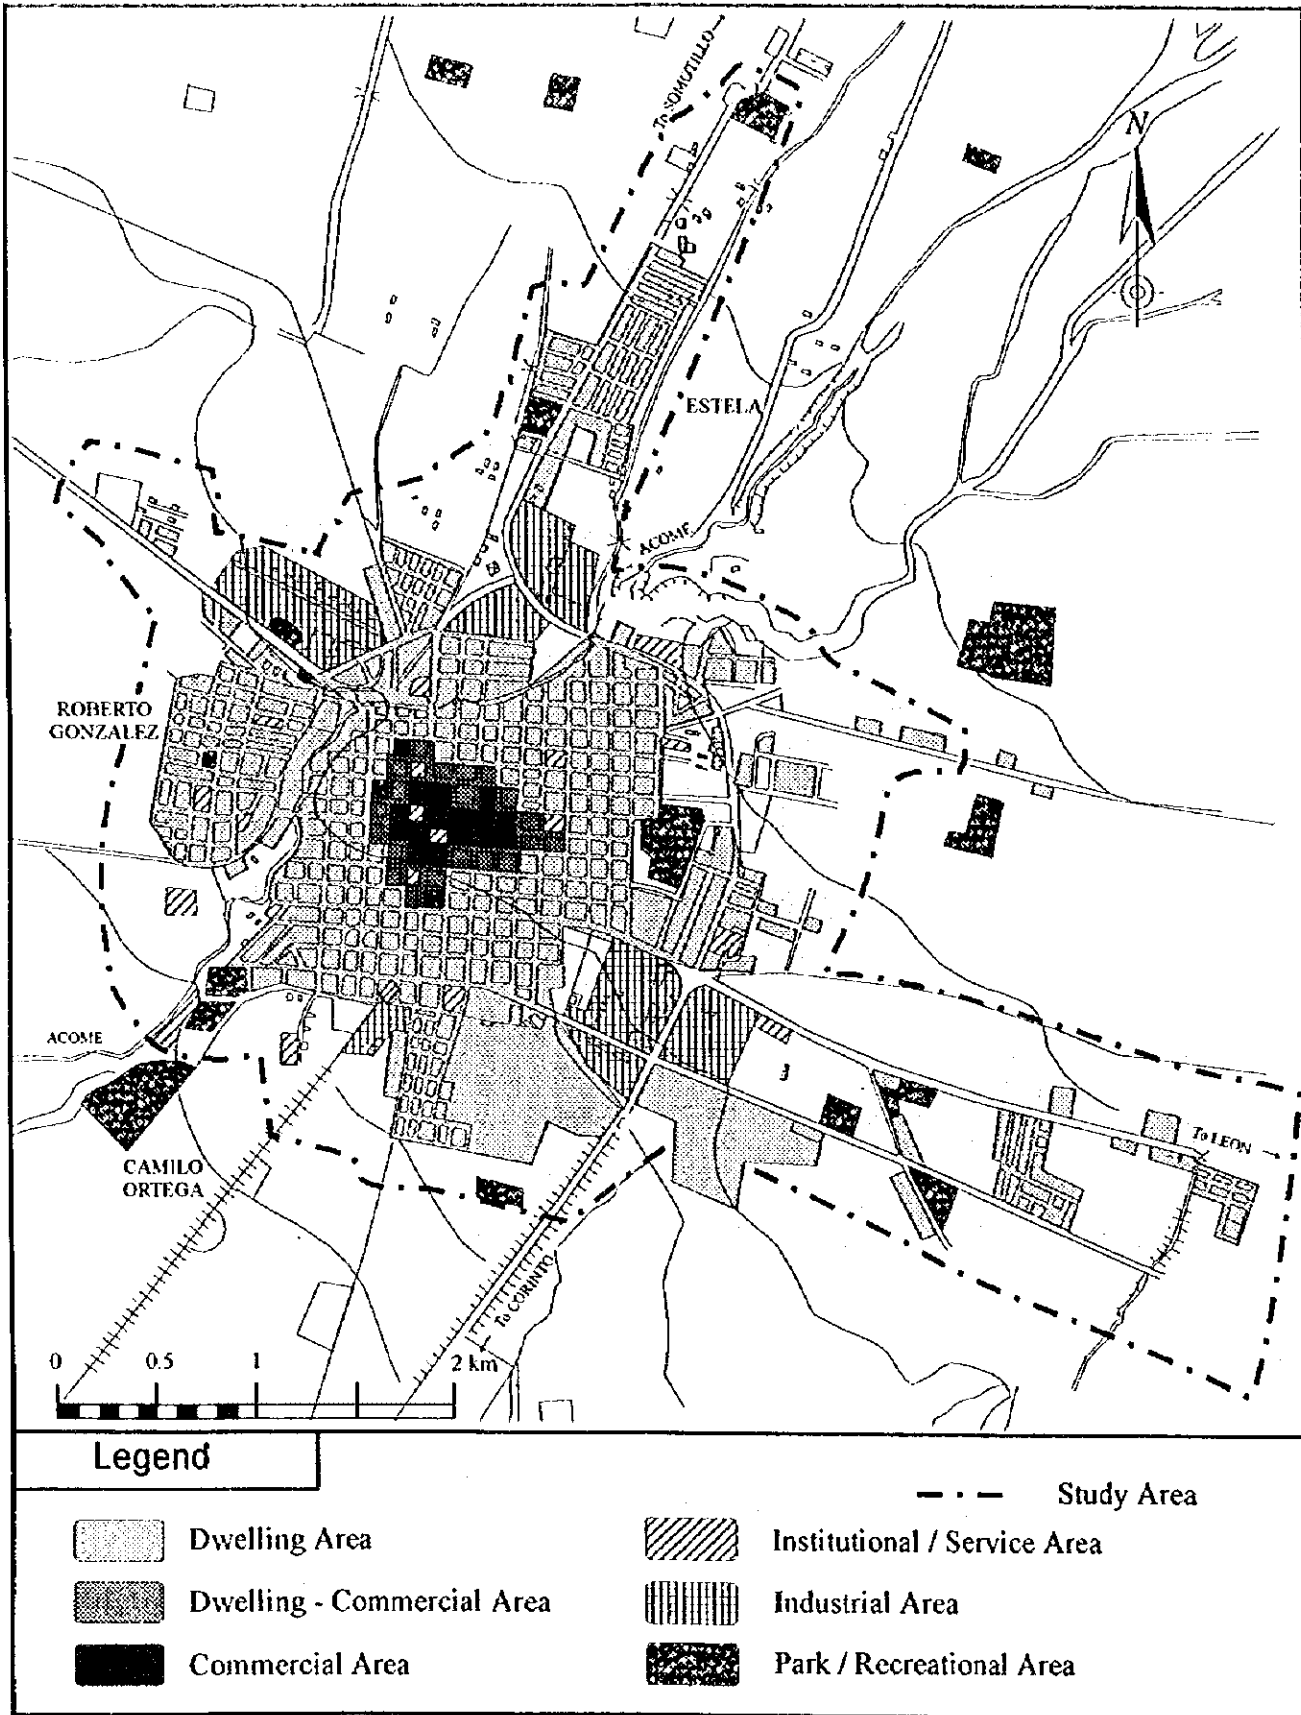 To SOMOTILLO
N
ESTELA
ACOME
ROBERTO
GONZALEZ
ACOME
CAMILO
ORTEGA
To LEON
To CORINTO
0 0.5 1 2 km
Legend
Study Area
Dwelling Area
Institutional / Service Area
Dwelling - Commercial Area
Industrial Area
Commercial Area
Park / Recreational Area